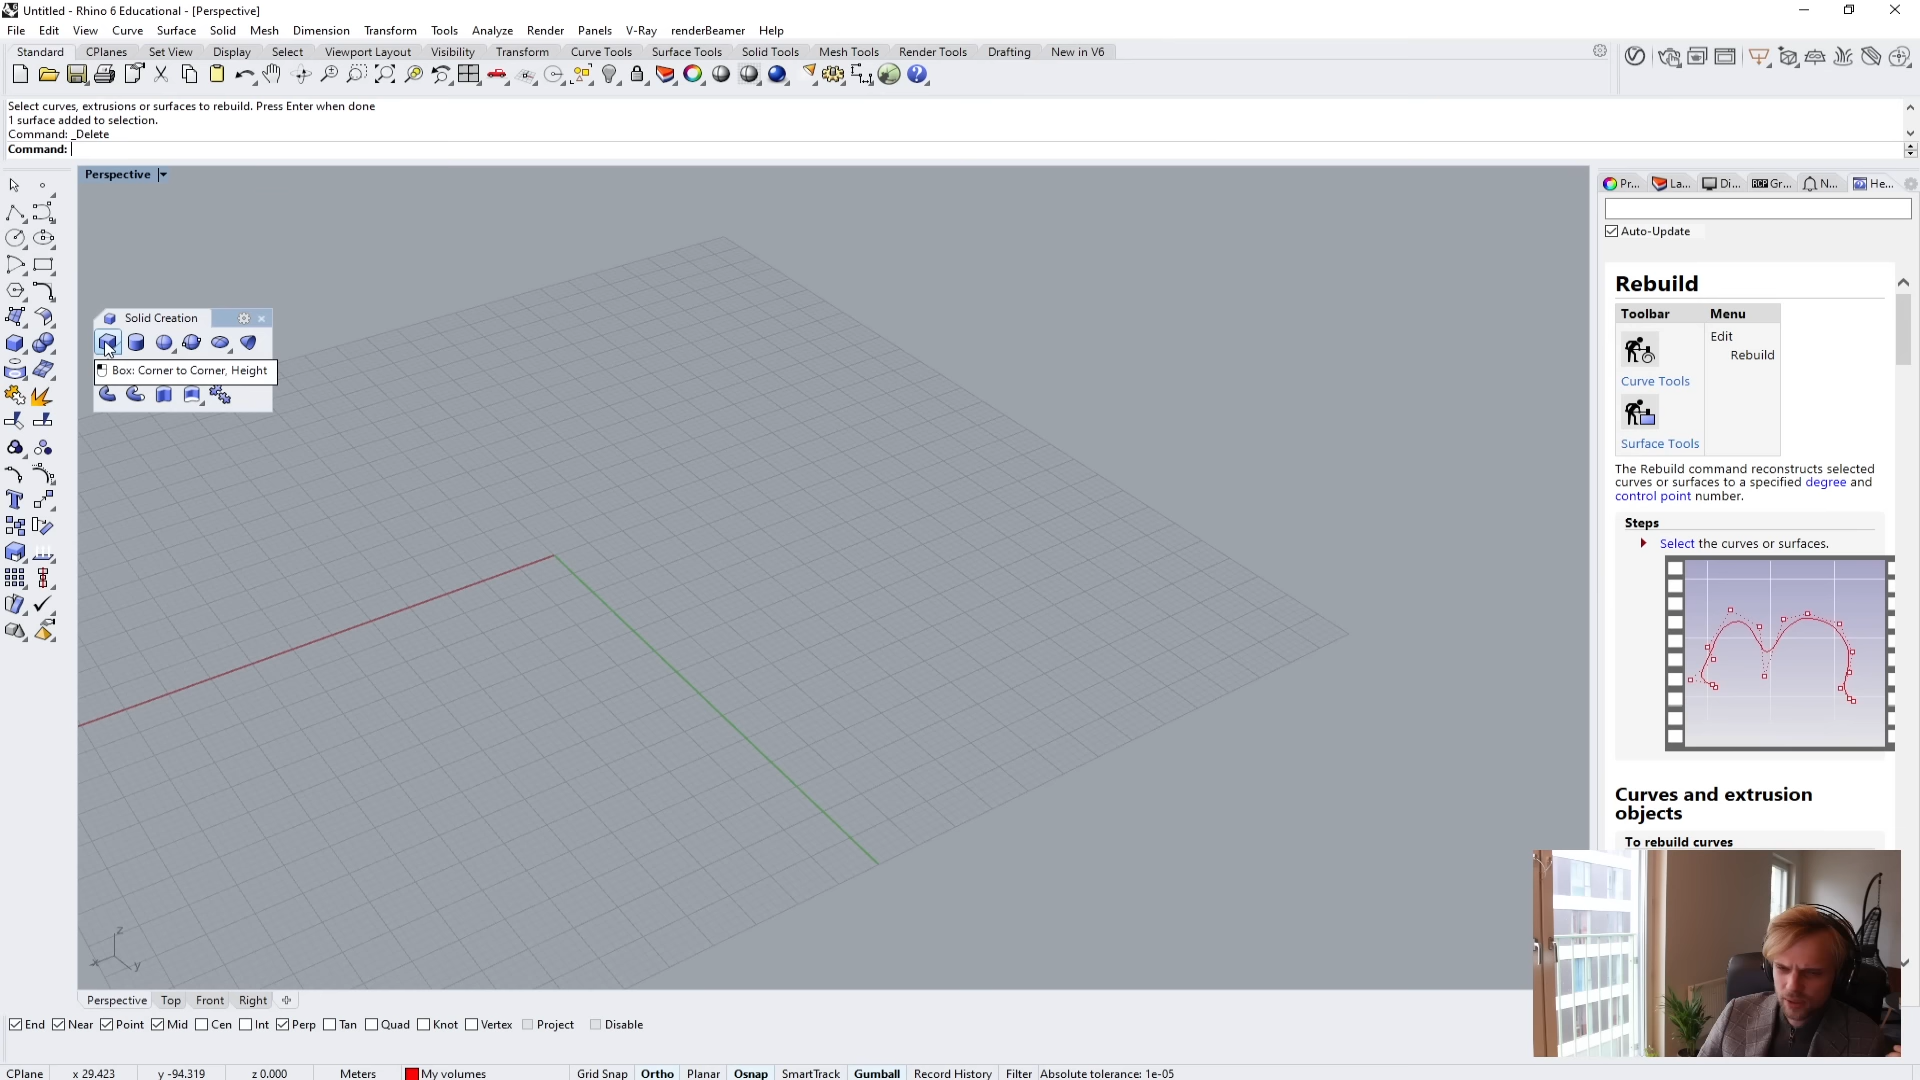 Untitled - Rhino 6 Educational - [Perspective]
File Edit View Curve Surface Solid Mesh Dimension Transform Tools Analyze Render Panels V-Ray renderBeamer Help
Standard CPlanes Set View Display Select Viewport Layout Visibility Transform Curve Tools Surface Tools Solid Tools Mesh Tools Render Tools Drafting New in V6
Select curves, extrusions or surfaces to rebuild. Press Enter when done
1 surface added to selection.
Command: _Delete
Command:
Perspective
Pr... La... Di... RCP Gr... N... He...
Auto-Update
Rebuild
Toolbar Menu
Edit
Rebuild
Curve Tools
Surface Tools
The Rebuild command reconstructs selected
curves or surfaces to a specified degree and
control point number.
Steps
Select the curves or surfaces.
Curves and extrusion
objects
To rebuild curves
Solid Creation
Box: Corner to Corner, Height
z
x
y
Perspective Top Front Right
End Near Point Mid Cen Int Perp Tan Quad Knot Vertex Project Disable
CPlane x 29.423 y -94.319 z 0.000 Meters My volumes Grid Snap Ortho Planar Osnap SmartTrack Gumball Record History Filter Absolute tolerance: 1e-05